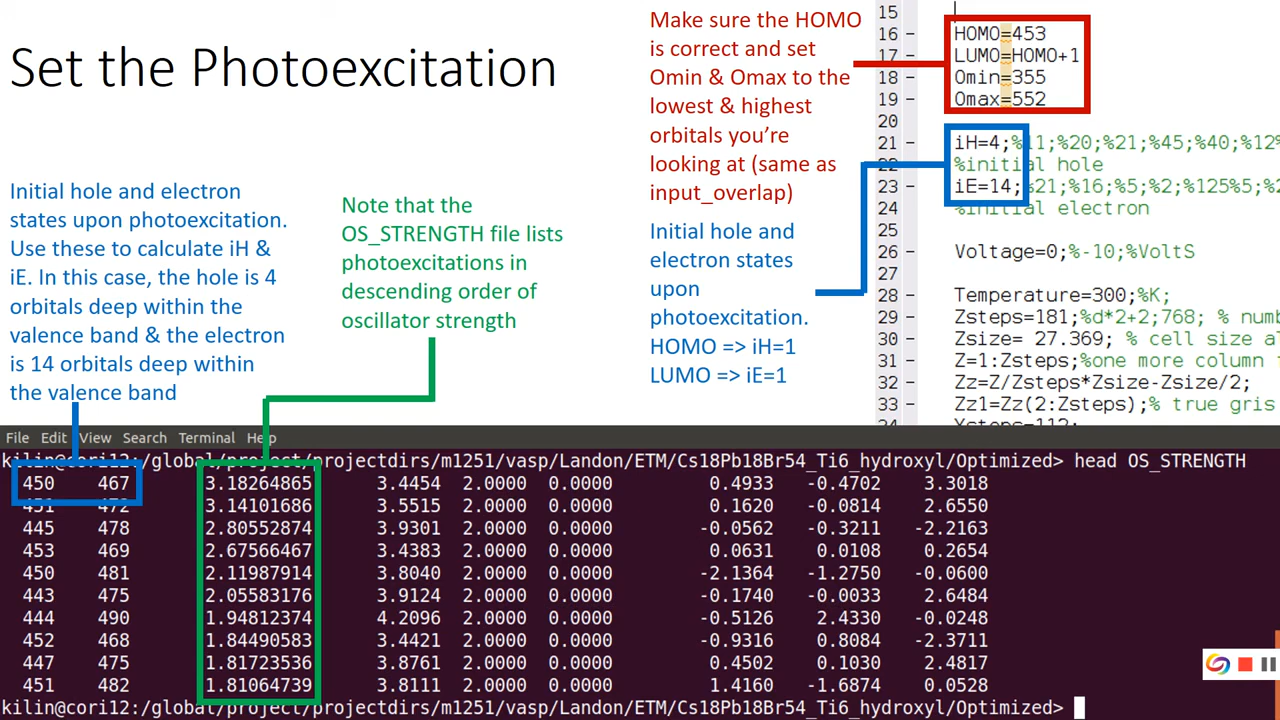 Set the Photoexcitation
Initial hole and electron
states upon photoexcitation.
Use these to calculate iH &
iE. In this case, the hole is 4
orbitals deep within the
valence band & the electron
is 14 orbitals deep within
the valence band
Note that the
OS_STRENGTH file lists
photoexcitations in
descending order of
oscillator strength
Make sure the HOMO
is correct and set
Omin & Omax to the
lowest & highest
orbitals you're
looking at (same as
input_overlap)
Initial hole and
electron states
upon
photoexcitation.
HOMO => iH=1
LUMO => iE=1
15
16 - HOMO=453
17 - LUMO=HOMO+1
18 - Omin=355
19 - Omax=552
20
21 - iH=4;%11;%20;%21;%45;%40;%12%
22 %initial hole
23 - iE=14;%21;%16;%5;%2;%125%5;%2
24 %initial electron
25
26 - Voltage=0;%-10;%VoltS
27
28 - Temperature=300;%K;
29 - Zsteps=181;%d*2+2;768; % numb
30 - Zsize= 27.369; % cell size al
31 - Z=1:Zsteps;%one more column
32 - Zz=Z/Zsteps*Zsize-Zsize/2;
33 - Zz1=Zz(2:Zsteps);% true gris
Xsteps=112;
File Edit View Search Terminal Help
kilin@cori12:/global/project/projectdirs/m1251/vasp/Landon/ETM/Cs18Pb18Br54_Ti6_hydroxyl/Optimized> head OS_STRENGTH
450 467 3.18264865 3.4454 2.0000 0.0000 0.4933 -0.4702 3.3018
451 472 3.14101686 3.5515 2.0000 0.0000 0.1620 -0.0814 2.6550
445 478 2.80552874 3.9301 2.0000 0.0000 -0.0562 -0.3211 -2.2163
453 469 2.67566467 3.4383 2.0000 0.0000 0.0631 0.0108 0.2654
450 481 2.11987914 3.8040 2.0000 0.0000 -2.1364 -1.2750 -0.0600
443 475 2.05583176 3.9124 2.0000 0.0000 -0.1740 -0.0033 2.6484
444 490 1.94812374 4.2096 2.0000 0.0000 -0.5126 2.4330 -0.0248
452 468 1.84490583 3.4421 2.0000 0.0000 -0.9316 0.8084 -2.3711
447 475 1.81723536 3.8761 2.0000 0.0000 0.4502 0.1030 2.4817
451 482 1.81064739 3.8111 2.0000 0.0000 1.4160 -1.6874 0.0528
kilin@cori12:/global/project/projectdirs/m1251/vasp/Landon/ETM/Cs18Pb18Br54_Ti6_hydroxyl/Optimized>